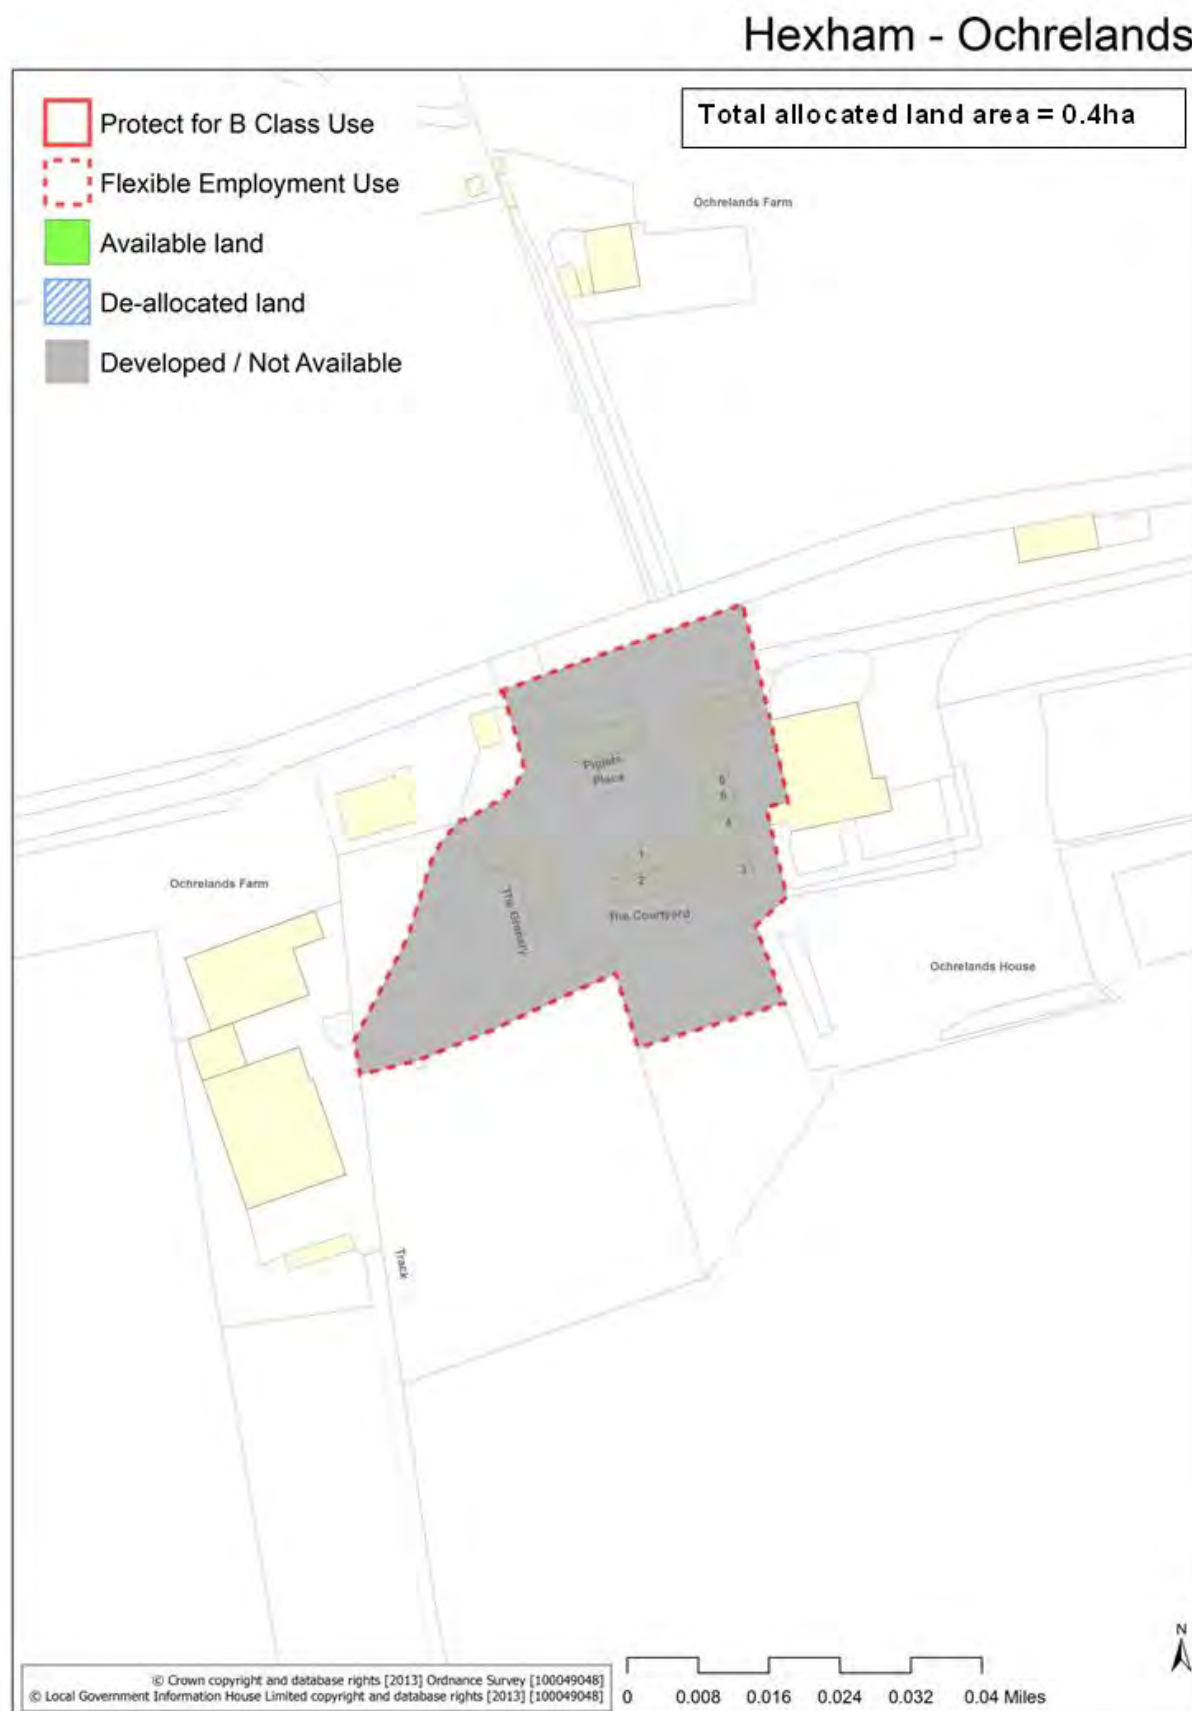 Hexham - Ochrelands
Protect for B Class Use
Total allocated land area = 0.4ha
Flexible Employment Use
Available land
De-allocated land
Developed / Not Available
Ochrelands Farm
Piglets
Place
6
4
1
2
3
The Granary
The Courtyard
Ochrelands Farm
Ochrelands House
Track
N
© Crown copyright and database rights [2013] Ordnance Survey [100049048]
© Local Government Information House Limited copyright and database rights [2013] [100049048]
0 0.008 0.016 0.024 0.032 0.04 Miles